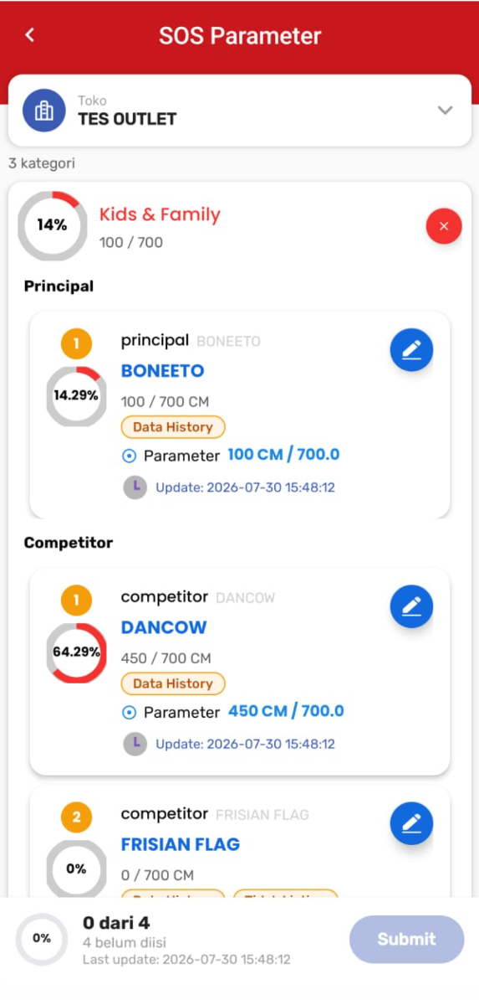 SOS Parameter
Toko
TES OUTLET
3 kategori
14%
Kids & Family
100 / 700
Principal
1
principal BONEETO
BONEETO
14.29%
100 / 700 CM
Data History
Parameter 100 CM / 700.0
L Update: 2026-07-30 15:48:12
Competitor
1
competitor DANCOW
DANCOW
64.29%
450 / 700 CM
Data History
Parameter 450 CM / 700.0
L Update: 2026-07-30 15:48:12
2
competitor FRISIAN FLAG
FRISIAN FLAG
0%
0 / 700 CM
0%
0 dari 4
4 belum diisi
Last update: 2026-07-30 15:48:12
Submit